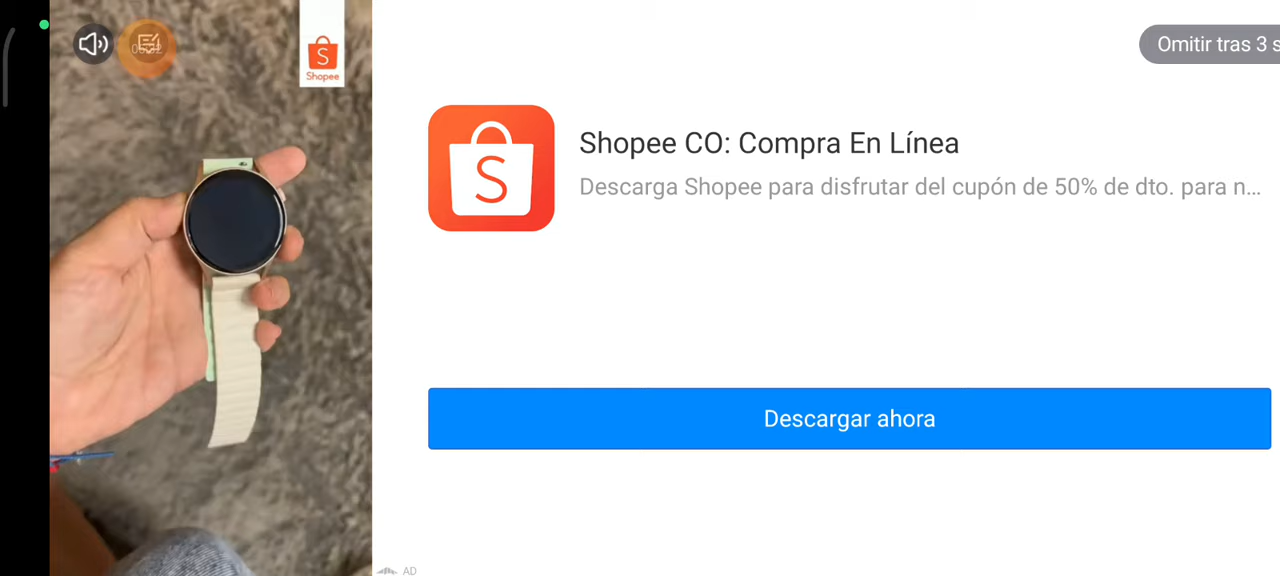 Shopee
Omitir tras 3 s
Shopee CO: Compra En Línea
Descarga Shopee para disfrutar del cupón de 50% de dto. para n...
Descargar ahora
AD